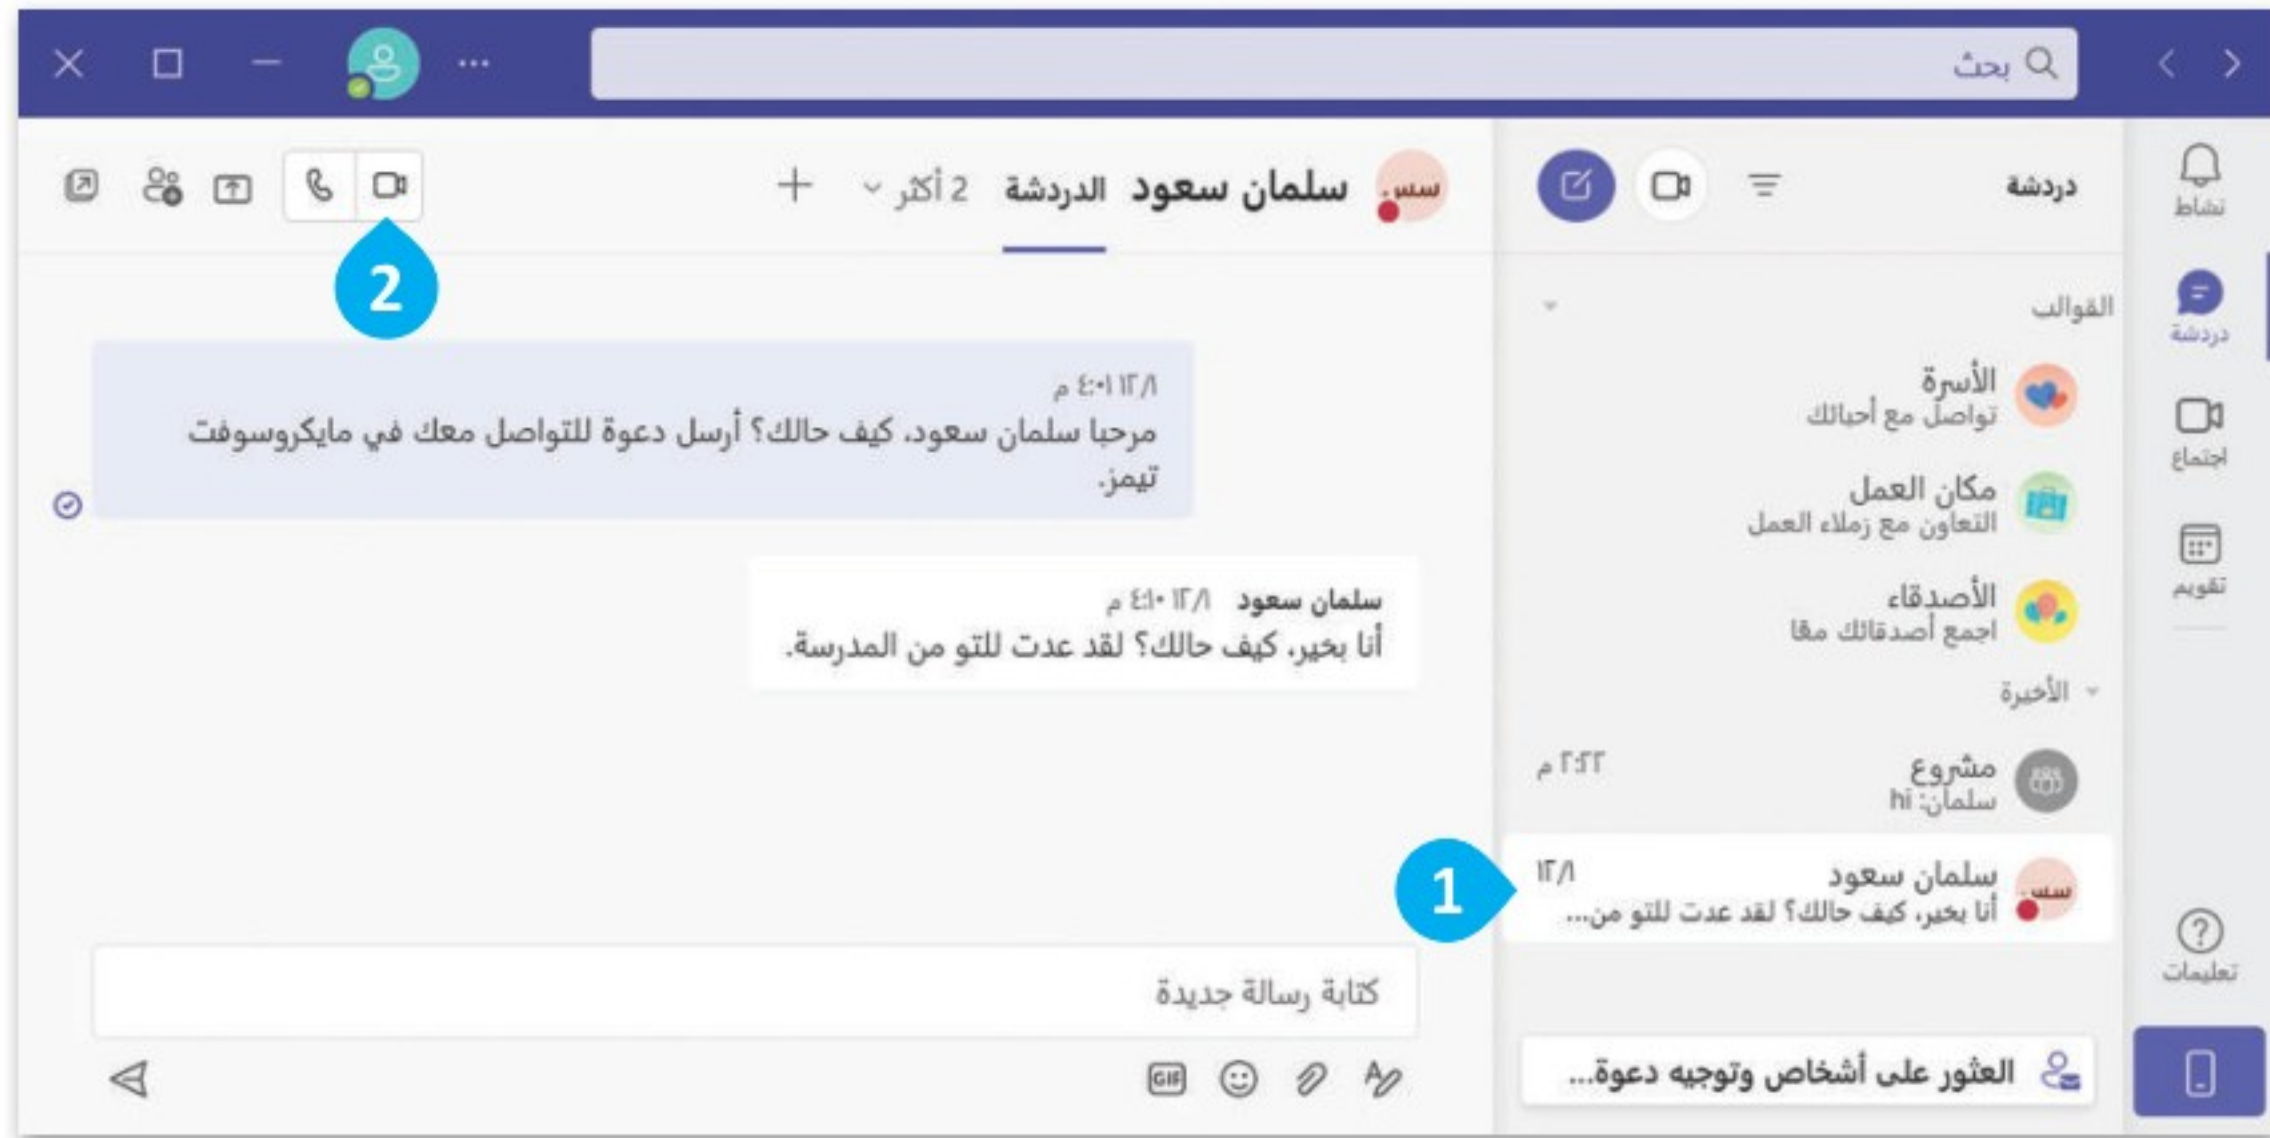 بحث
نشاط
دردشة
اجتماع
تقويم
تعليمات
دردشة
القوالب
الأسرة
تواصل مع أحبائك
مكان العمل
التعاون مع زملاء العمل
الأصدقاء
اجمع أصدقائك معًا
الأخيرة
مشروع ٢:٢٢ م
سلمان: hi
سلمان سعود ١٢/١
أنا بخير، كيف حالك؟ لقد عدت للتو من...
1
العثور على أشخاص وتوجيه دعوة...
سس. سلمان سعود الدردشة 2 أكثر
2
١٢/١ ٤:٠١ م
مرحبا سلمان سعود، كيف حالك؟ أرسل دعوة للتواصل معك في مايكروسوفت
تيمز.
سلمان سعود ١٢/١ ٤:١٠ م
أنا بخير، كيف حالك؟ لقد عدت للتو من المدرسة.
كتابة رسالة جديدة
GIF